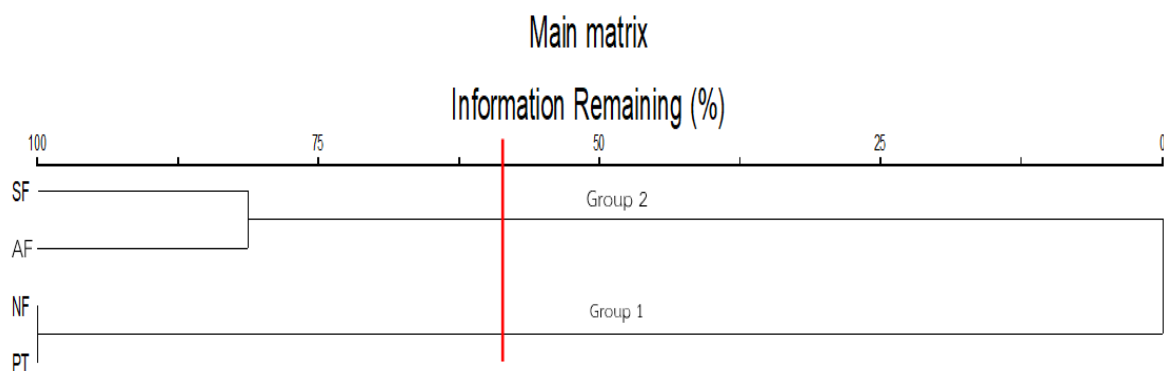 Main matrix
Information Remaining (%)
100 75 50 25 0
SF
Group 2
AF
NF
Group 1
PT